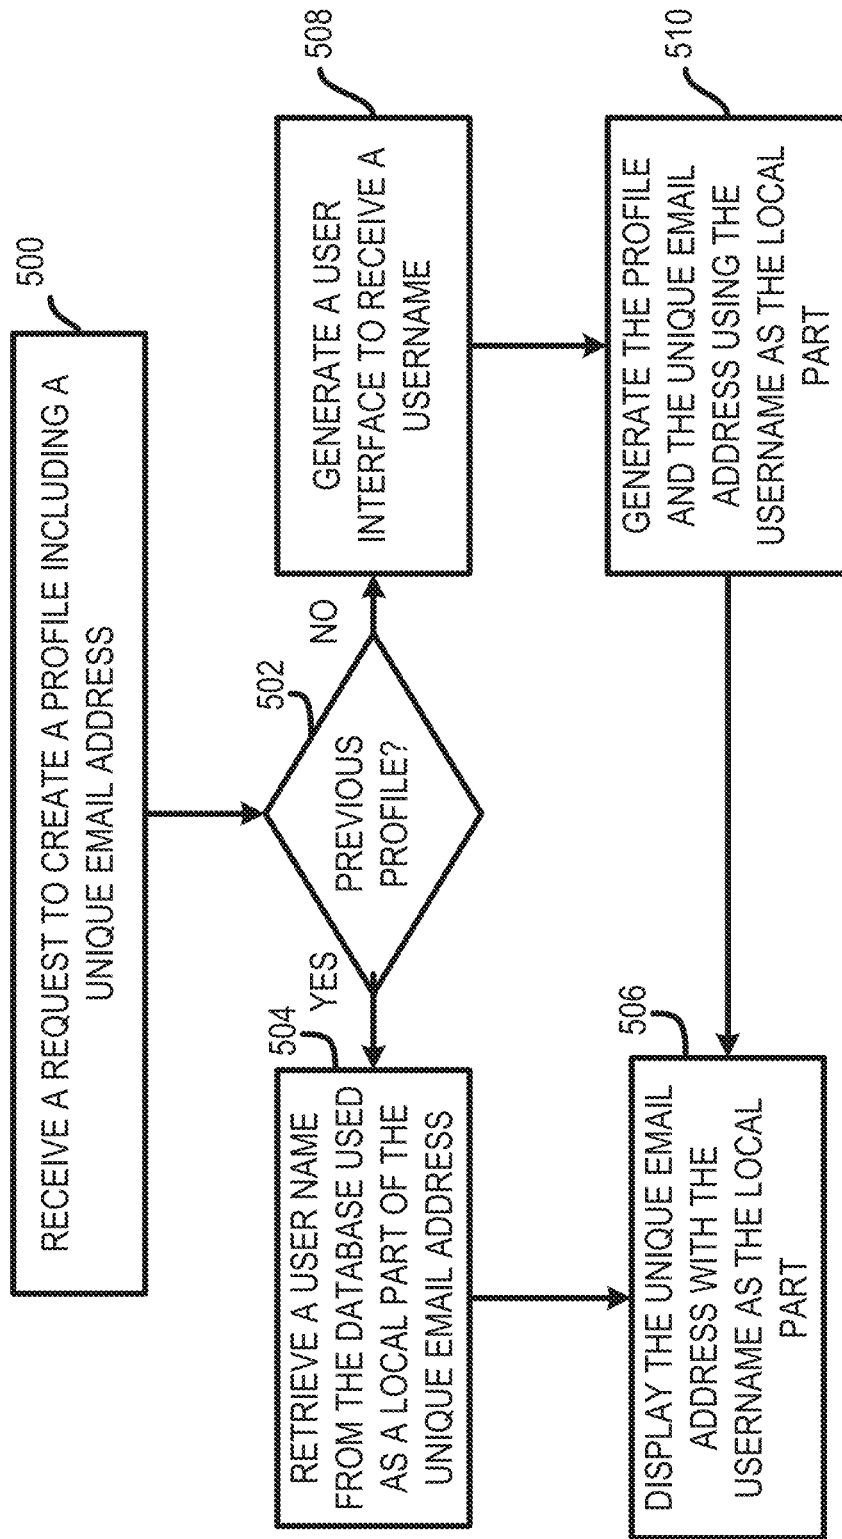 500
RECEIVE A REQUEST TO CREATE A PROFILE INCLUDING A
UNIQUE EMAIL ADDRESS
502
PREVIOUS
PROFILE?
YES
NO
504
RETRIEVE A USER NAME
FROM THE DATABASE USED
AS A LOCAL PART OF THE
UNIQUE EMAIL ADDRESS
508
GENERATE A USER
INTERFACE TO RECEIVE A
USERNAME
506
DISPLAY THE UNIQUE EMAIL
ADDRESS WITH THE
USERNAME AS THE LOCAL
PART
510
GENERATE THE PROFILE
AND THE UNIQUE EMAIL
ADDRESS USING THE
USERNAME AS THE LOCAL
PART